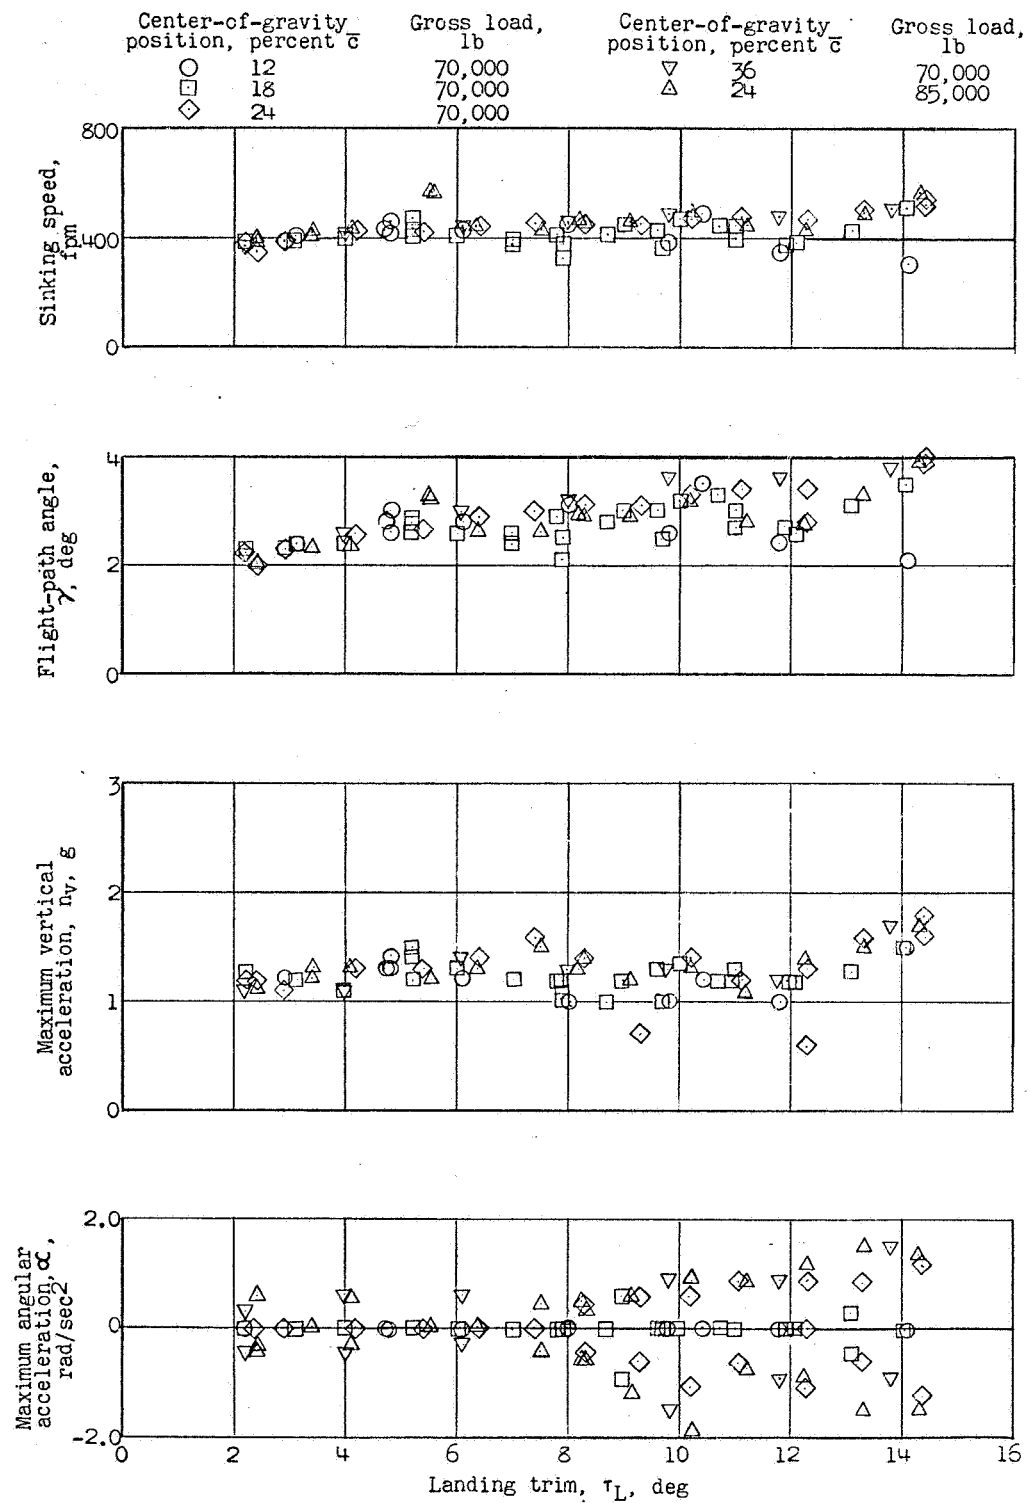 Center-of-gravity position, percent c̄
Gross load, lb
Center-of-gravity position, percent c̄
Gross load, lb
12 70,000
18 70,000
24 70,000
36 70,000
24 85,000
Sinking speed,
fpm
800
400
0
Flight-path angle,
γ, deg
4
2
0
Maximum vertical
acceleration, nv, g
3
2
1
0
Maximum angular
acceleration, α,
rad/sec2
2.0
0
-2.0
0 2 4 6 8 10 12 14 16
Landing trim, τL, deg